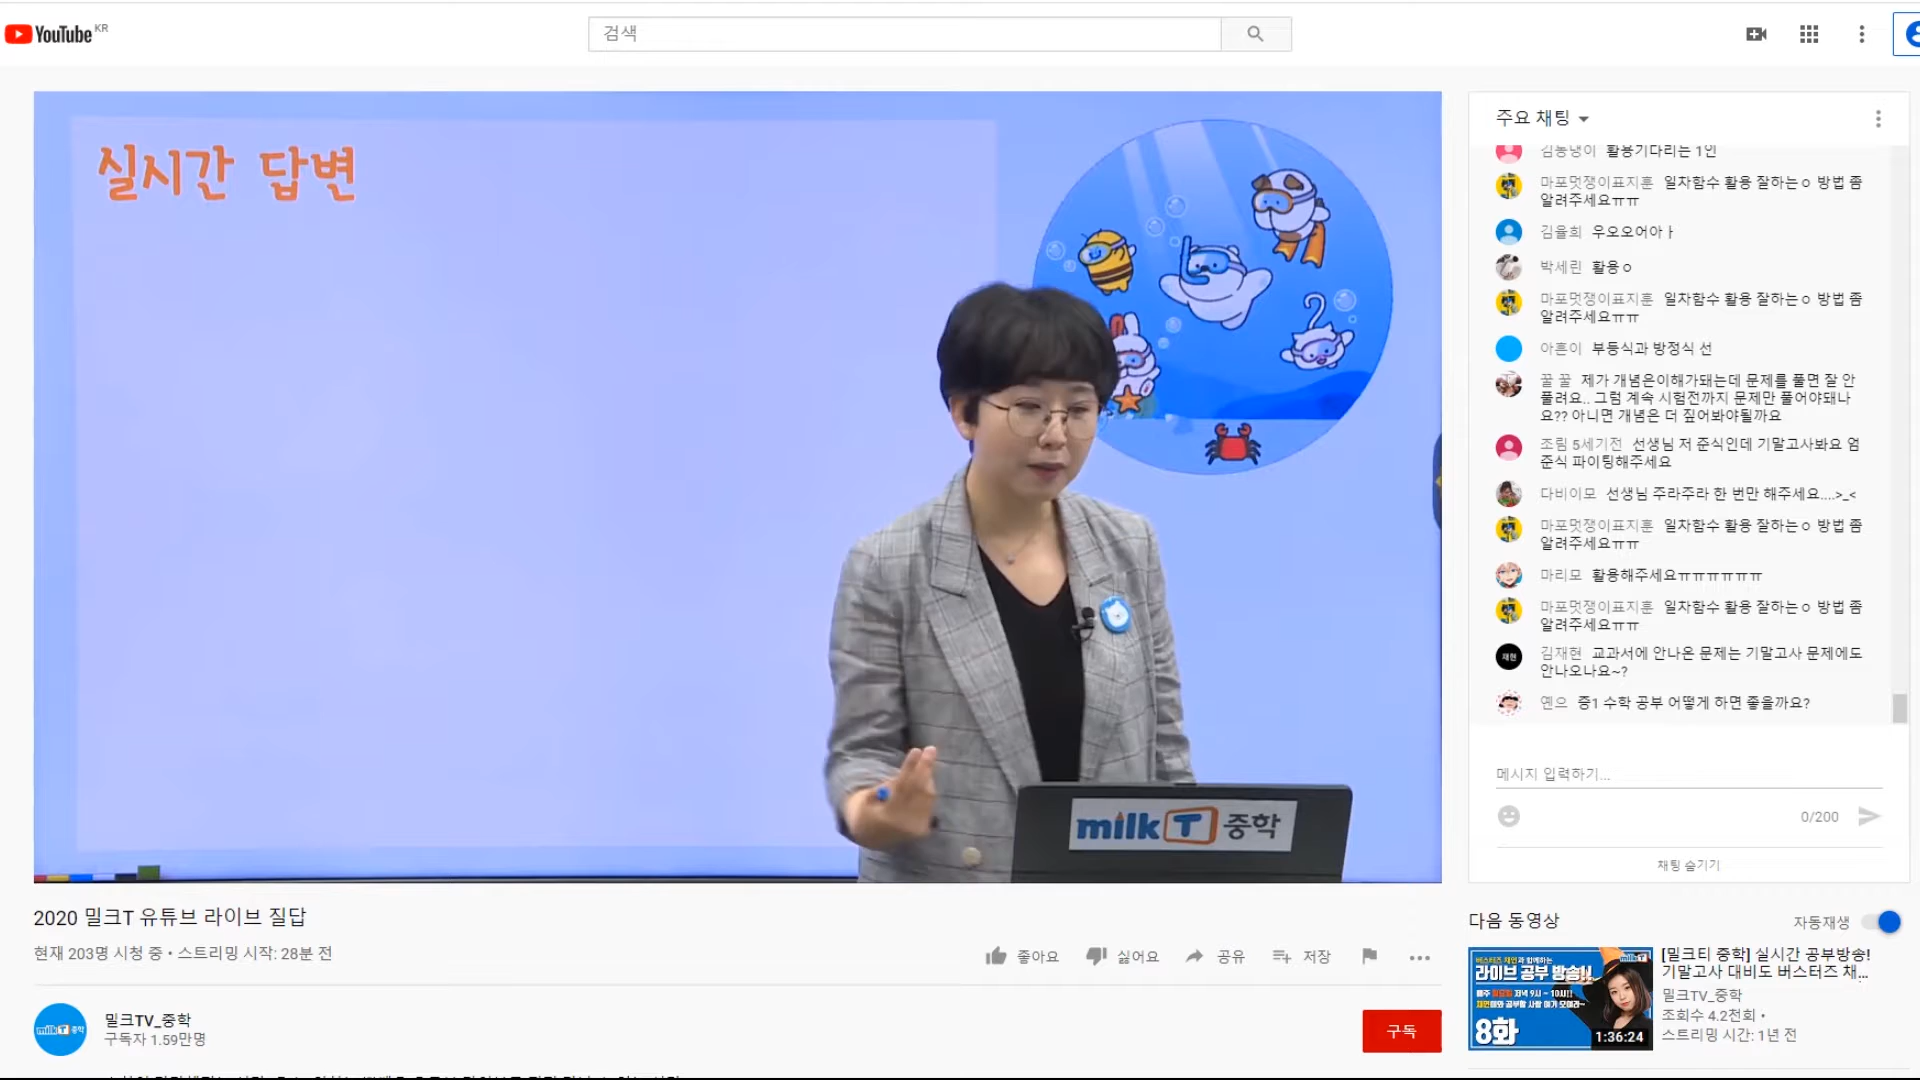 YouTube KR
검색
실시간 답변
milk T 중학
2020 밀크T 유튜브 라이브 질답
현재 203명 시청 중 • 스트리밍 시작: 28분 전
좋아요
싫어요
공유
저장
밀크TV_중학
구독자 1.59만명
구독
주요 채팅
김동냉이 활용기다리는 1인
마포멋쟁이표지훈 일차함수 활용 잘하는ㅇ 방법 좀
알려주세요ㅠㅠ
김율희 우오오어아ㅏ
박세린 활용ㅇ
마포멋쟁이표지훈 일차함수 활용 잘하는ㅇ 방법 좀
알려주세요ㅠㅠ
아흔이 부등식과 방정식 선
꿀 꿀 제가 개념은이해가돼는데 문제를 풀면 잘 안
풀려요.. 그럼 계속 시험전까지 문제만 풀어야돼나
요?? 아니면 개념은 더 짚어봐야될까요
조림 5세기전 선생님 저 준식인데 기말고사봐요 엄
준식 파이팅해주세요
다비이모 선생님 주라주라 한 번만 해주세요....>_<
마포멋쟁이표지훈 일차함수 활용 잘하는ㅇ 방법 좀
알려주세요ㅠㅠ
마리모 활용해주세요ㅠㅠㅠㅠㅠㅠ
마포멋쟁이표지훈 일차함수 활용 잘하는ㅇ 방법 좀
알려주세요ㅠㅠ
재현
김재현 교과서에 안나온 문제는 기말고사 문제에도
안나오나요~?
옌으 중1 수학 공부 어떻게 하면 좋을까요?
메시지 입력하기...
0/200
채팅 숨기기
다음 동영상
자동재생
라이브 공부 방송!!
8화
1:36:24
[밀크티 중학] 실시간 공부방송!
기말고사 대비도 버스터즈 채...
밀크TV_중학
조회수 4.2천회 •
스트리밍 시간: 1년 전